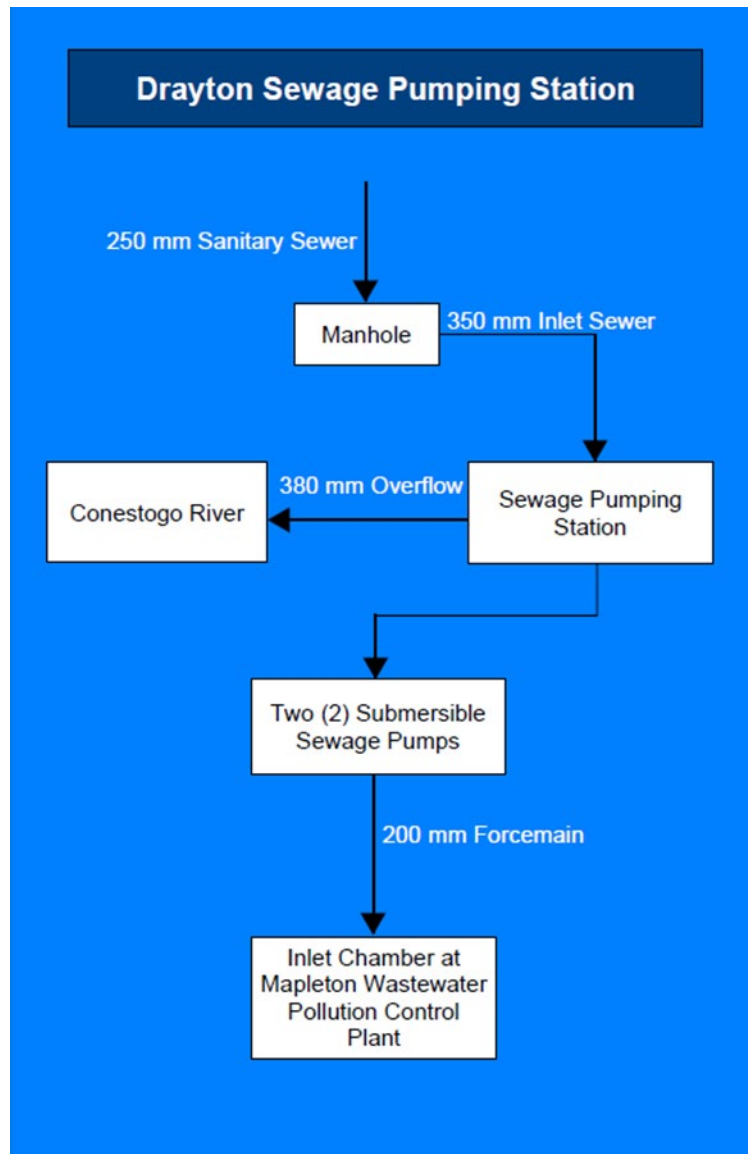 Drayton Sewage Pumping Station
250 mm Sanitary Sewer
Manhole
350 mm Inlet Sewer
Conestogo River
380 mm Overflow
Sewage Pumping
Station
Two (2) Submersible
Sewage Pumps
200 mm Forcemain
Inlet Chamber at
Mapleton Wastewater
Pollution Control
Plant